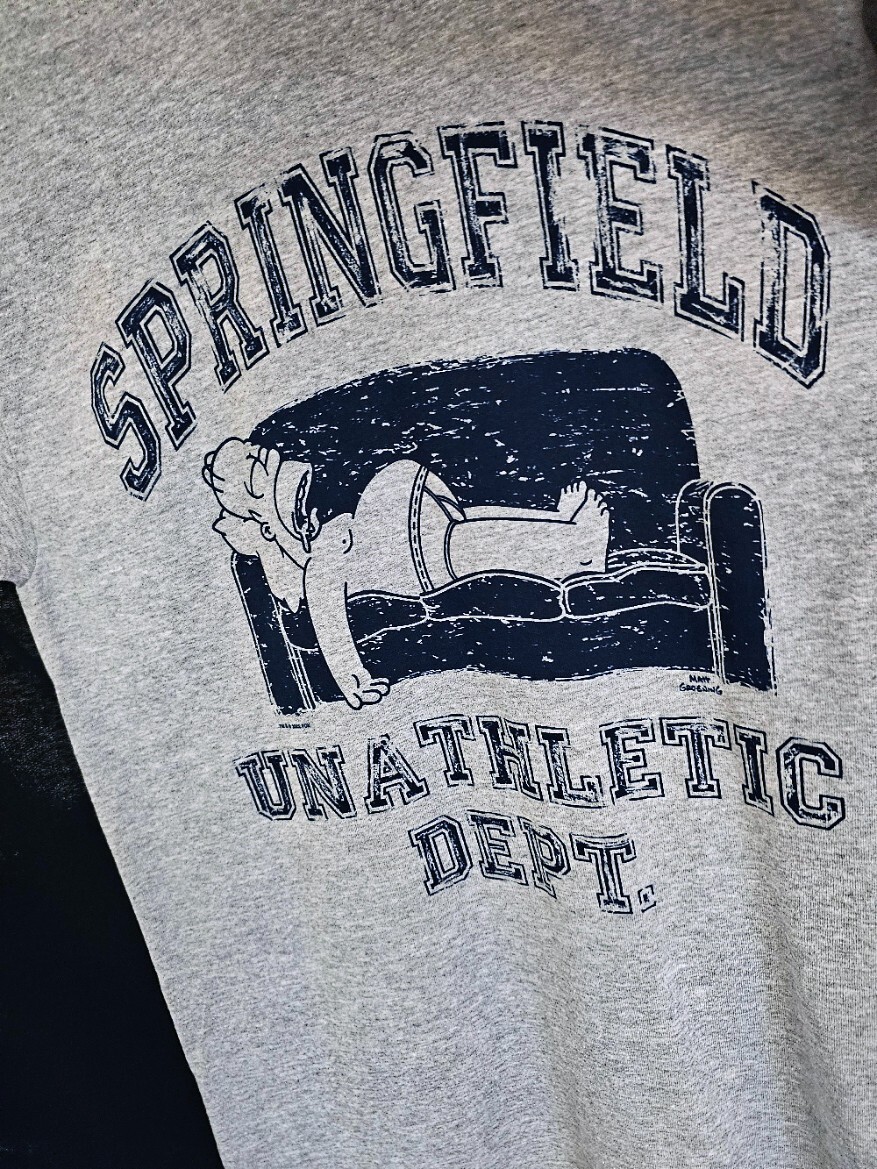 SPRINGFIELD
MATT
GROENING
UNATHLETIC
DEPT.